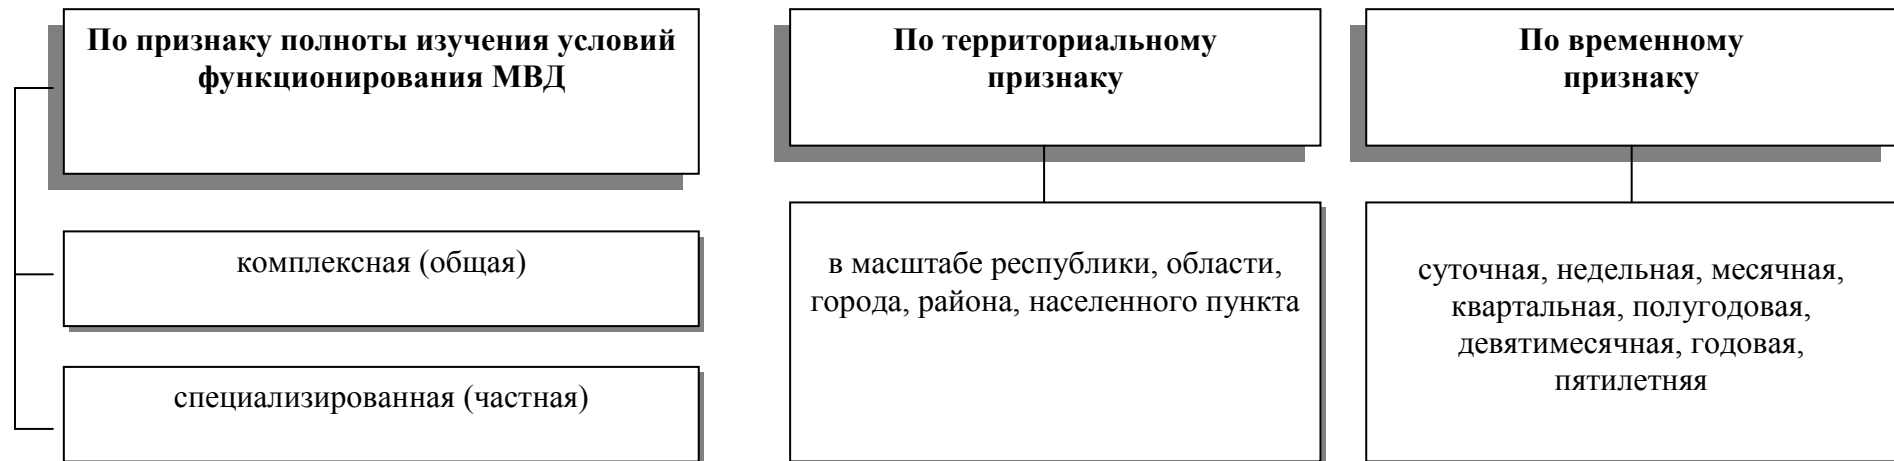 По признаку полноты изучения условий
функционирования МВД
комплексная (общая)
специализированная (частная)
По территориальному
признаку
в масштабе республики, области,
города, района, населенного пункта
По временному
признаку
суточная, недельная, месячная,
квартальная, полугодовая,
девятимесячная, годовая,
пятилетняя